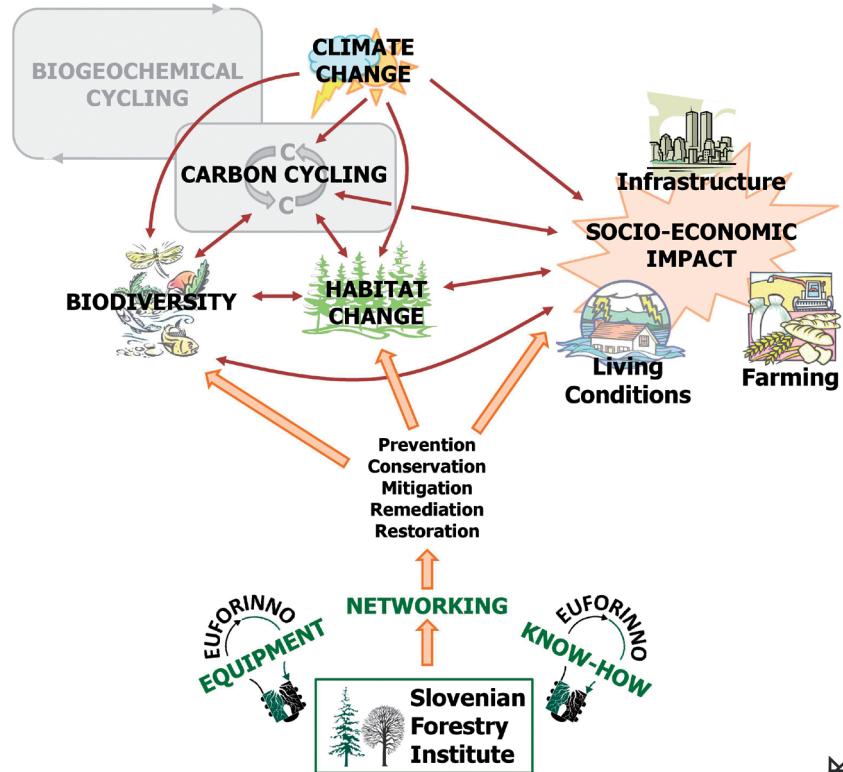 BIOGEOCHEMICAL
CYCLING
CLIMATE
CHANGE
C
CARBON CYCLING
C
Infrastructure
SOCIO-ECONOMIC
IMPACT
BIODIVERSITY
HABITAT
CHANGE
Living
Conditions
Farming
Prevention
Conservation
Mitigation
Remediation
Restoration
NETWORKING
EUFORINNO
EQUIPMENT
EUFORINNO
KNOW-HOW
Slovenian
Forestry
Institute